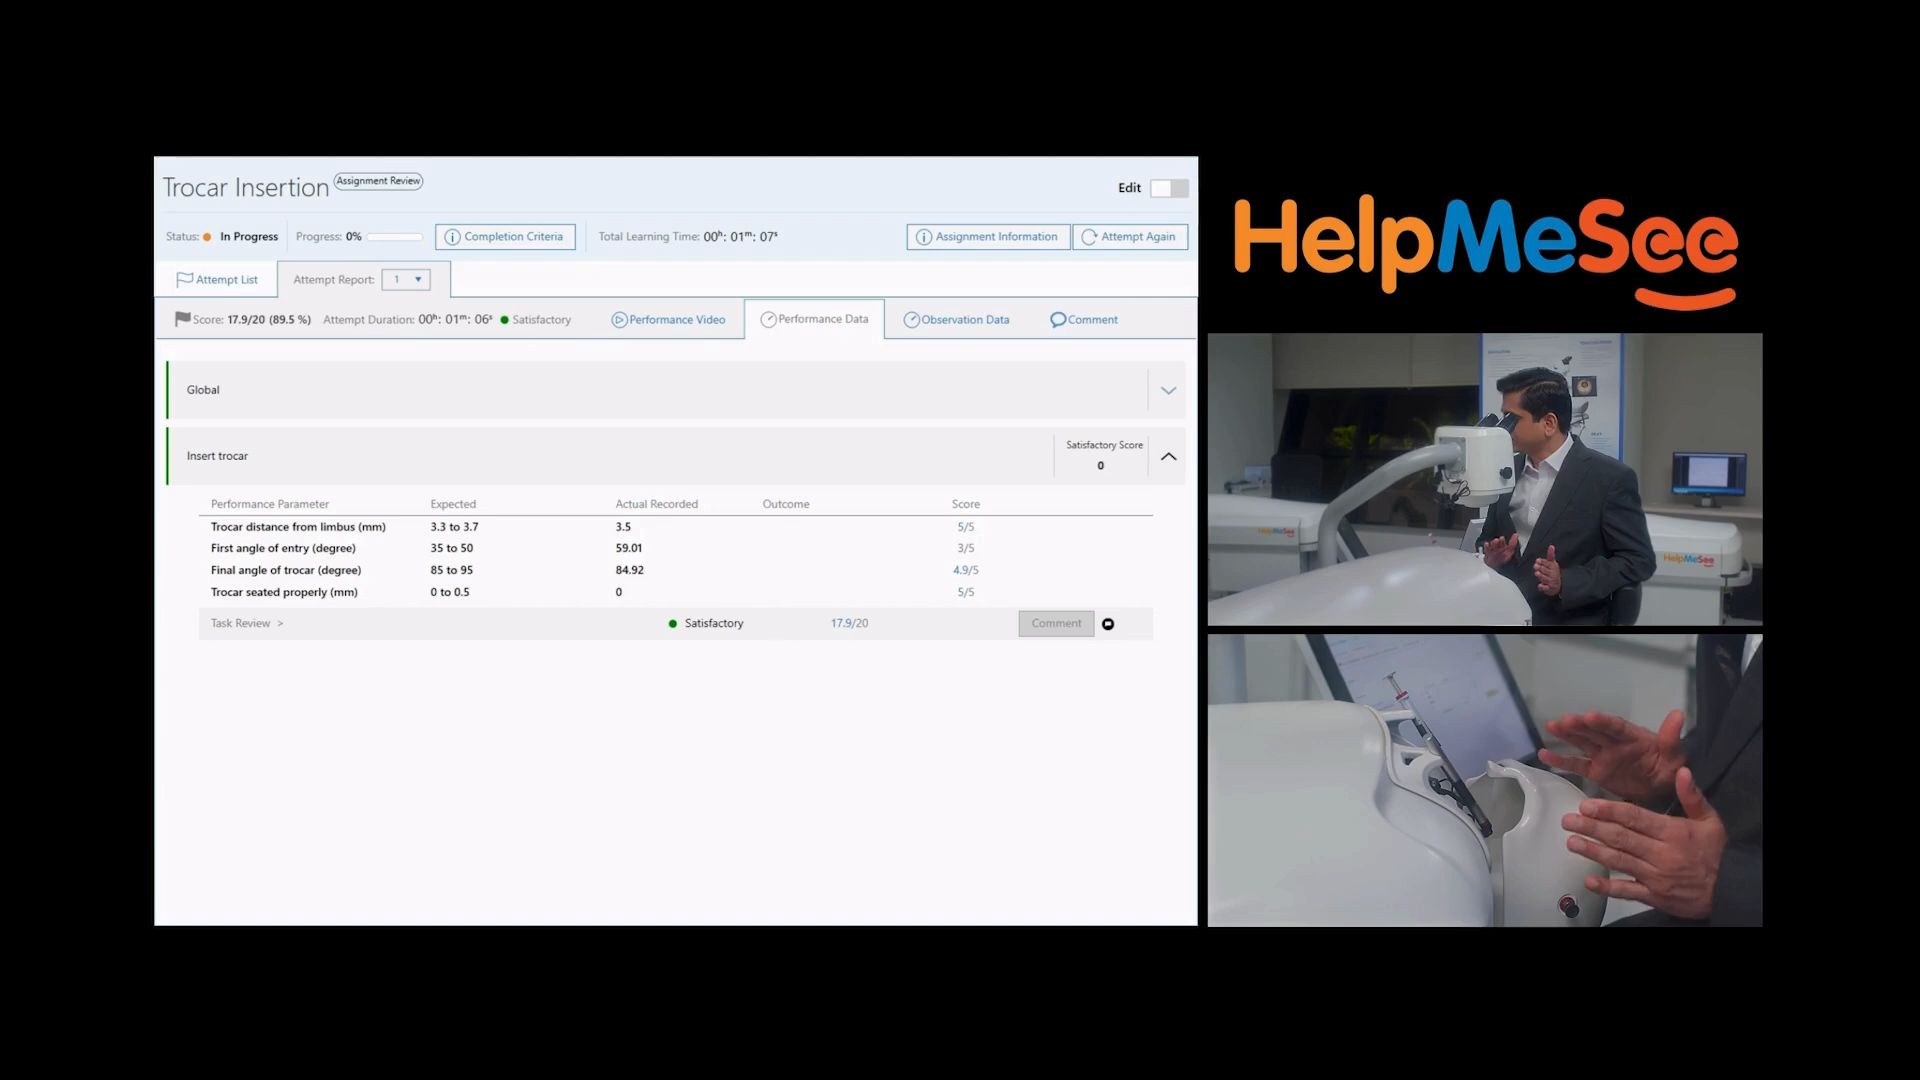 Trocar Insertion Assignment Review
Edit
Status: In Progress Progress: 0% Completion Criteria Total Learning Time: 00h: 01m: 07s Assignment Information Attempt Again
Attempt List Attempt Report: 1
Score: 17.9/20 (89.5 %) Attempt Duration: 00h: 01m: 06s Satisfactory Performance Video Performance Data Observation Data Comment
Global
Insert trocar Satisfactory Score
0
Performance Parameter Expected Actual Recorded Outcome Score
Trocar distance from limbus (mm) 3.3 to 3.7 3.5 5/5
First angle of entry (degree) 35 to 50 59.01 3/5
Final angle of trocar (degree) 85 to 95 84.92 4.9/5
Trocar seated properly (mm) 0 to 0.5 0 5/5
Task Review > Satisfactory 17.9/20 Comment
HelpMeSee
HelpMeSee
HelpMeSee